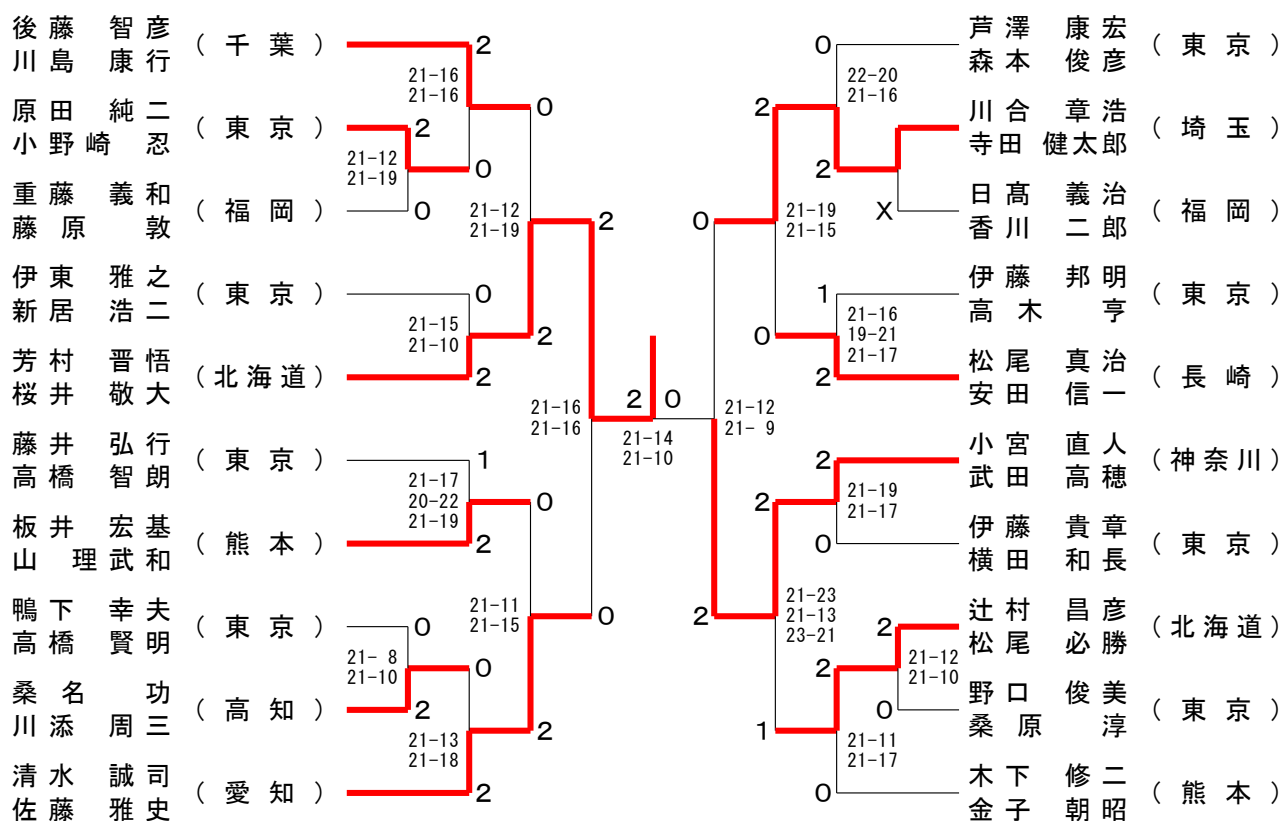 後藤 智彦
川島 康行
(千葉)
原田 純二
小野崎 忍
(東京)
重藤 義和
藤原 敦
(福岡)
伊東 雅之
新居 浩二
(東京)
芳村 晋悟
桜井 敬大
(北海道)
藤井 弘行
高橋 智朗
(東京)
板井 宏基
山 理武和
(熊本)
鴨下 幸夫
高橋 賢明
(東京)
桑名 功
川添 周三
(高知)
清水 誠司
佐藤 雅史
(愛知)
2
21-16
21-16
0
2
21-12
21-19
0
0
21-12
21-19
2
0
21-15
21-10
2
2
21-16
21-16
1
21-17
20-22
21-19
0
2
21-11
21-15
0
0
21- 8
21-10
0
2
21-13
21-18
2
2
2 0
21-14
21-10
芦澤 康宏
森本 俊彦
(東京)
川合 章浩
寺田 健太郎
(埼玉)
日髙 義治
香川 二郎
(福岡)
伊藤 邦明
高木 亨
(東京)
松尾 真治
安田 信一
(長崎)
小宮 直人
武田 高穂
(神奈川)
伊藤 貴章
横田 和長
(東京)
辻村 昌彦
松尾 必勝
(北海道)
野口 俊美
桑原 淳
(東京)
木下 修二
金子 朝昭
(熊本)
0
22-20
21-16
2
2
X
0
21-19
21-15
1
21-16
19-21
21-17
0
2
21-12
21- 9
2
21-19
21-17
2
0
21-23
21-13
23-21
2
2
21-12
21-10
2
0
1
21-11
21-17
0